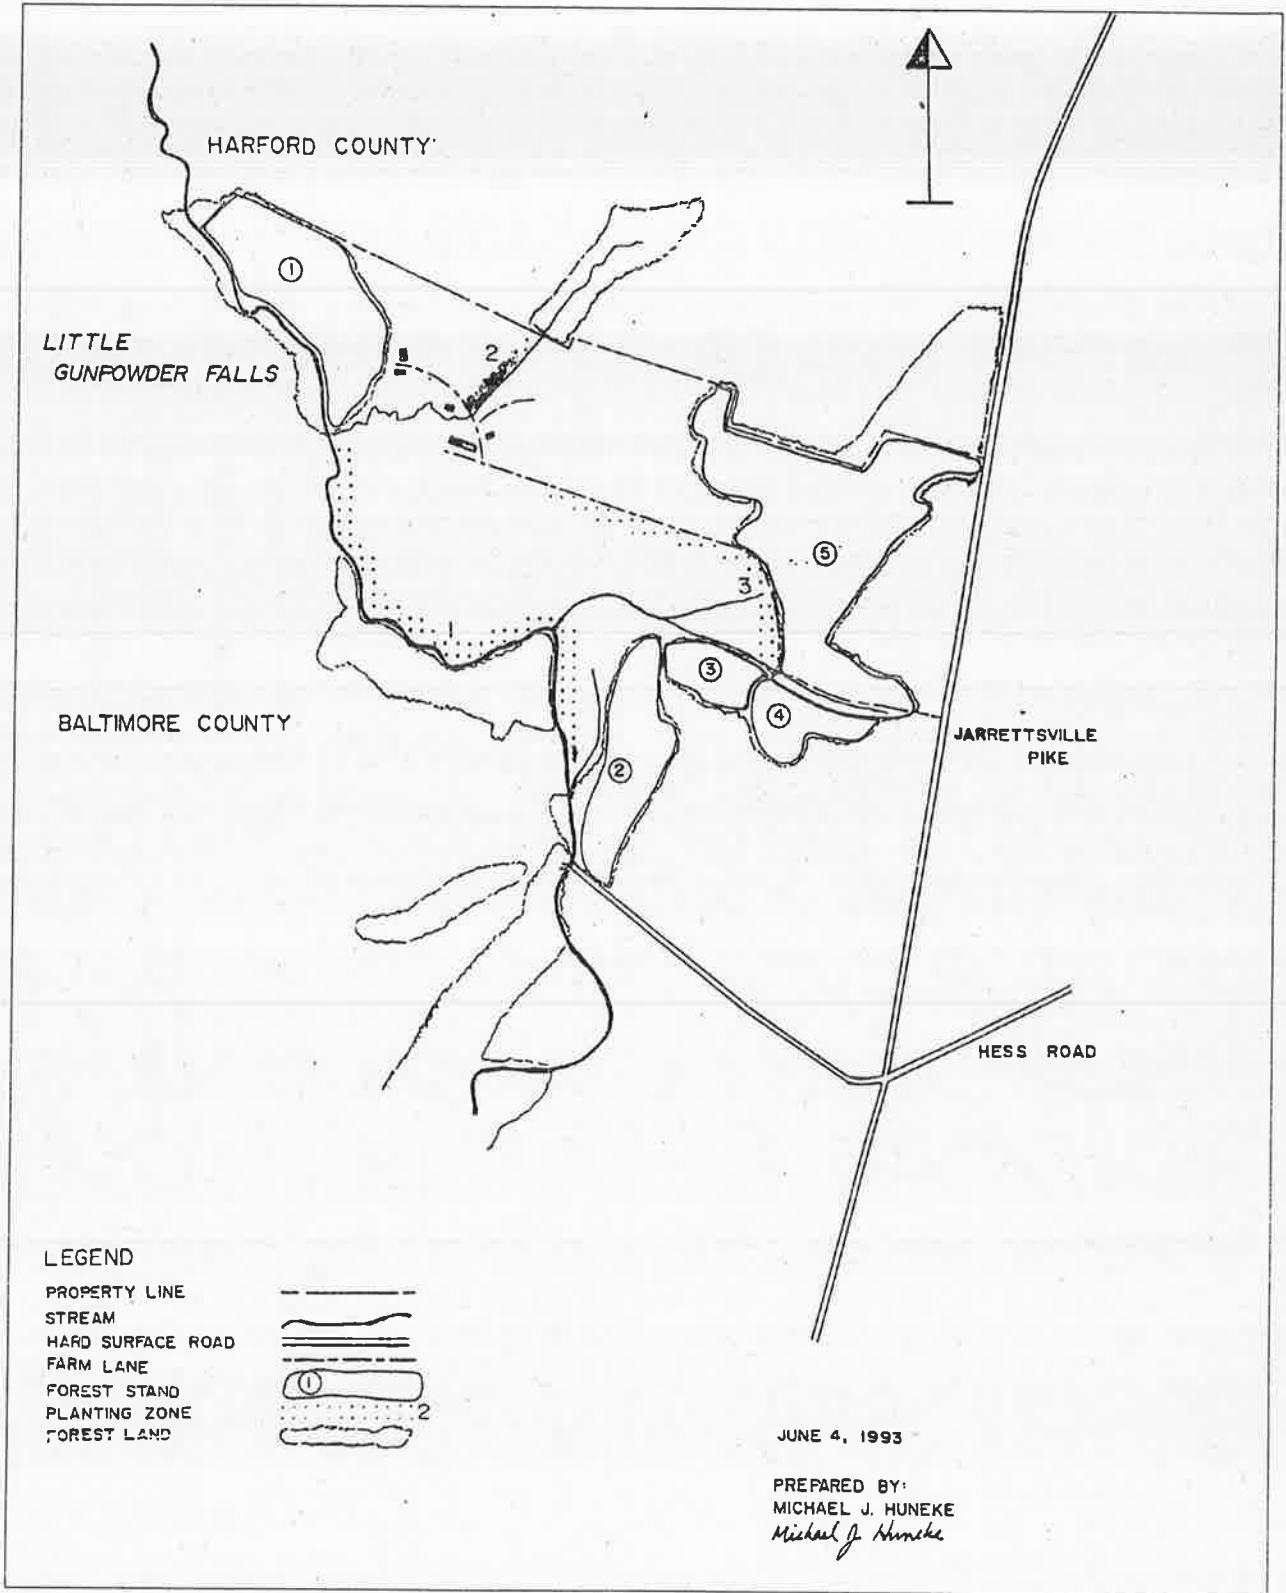 HARFORD COUNTY
①
LITTLE
GUNPOWDER FALLS
2
⑤
3
1
③
④
BALTIMORE COUNTY
JARRETTSVILLE
PIKE
②
HESS ROAD
LEGEND
PROPERTY LINE
STREAM
HARD SURFACE ROAD
FARM LANE
FOREST STAND ①
PLANTING ZONE 2
FOREST LAND
JUNE 4, 1993
PREPARED BY:
MICHAEL J. HUNEKE
Michael J. Huneke